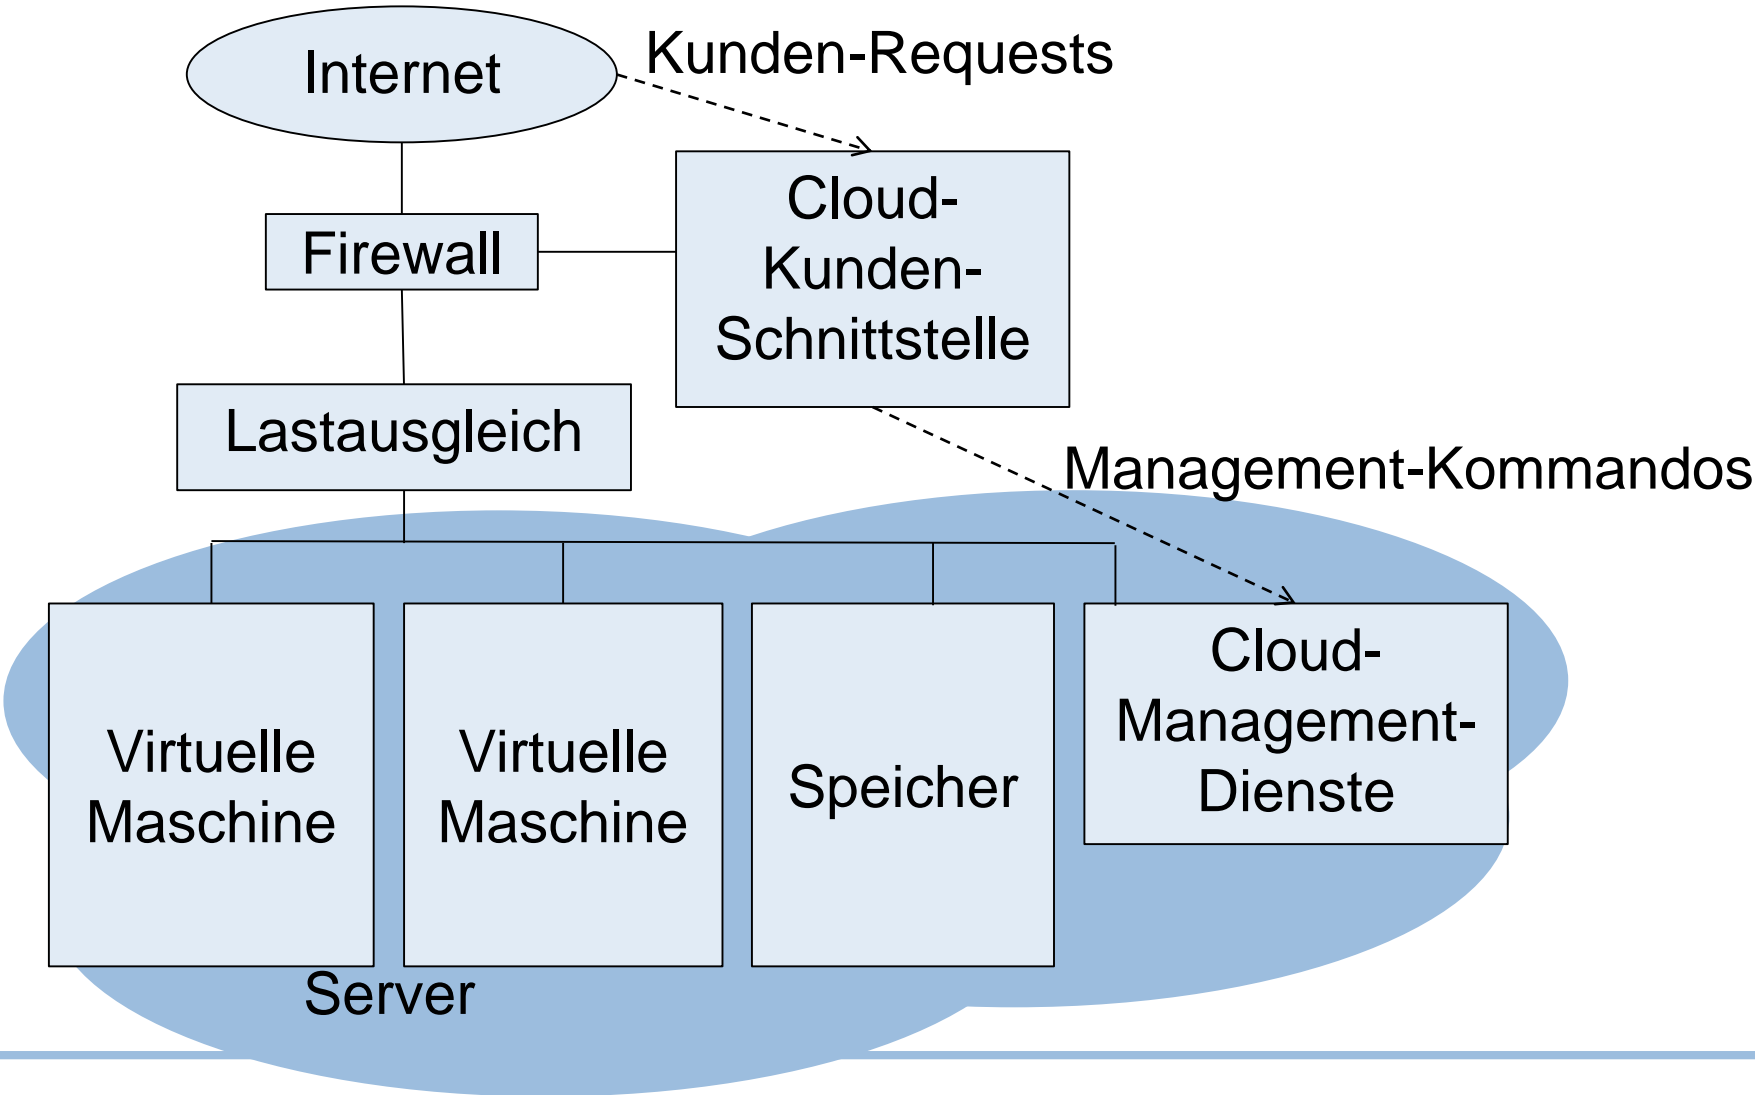 Internet
Kunden-Requests
Cloud-
Kunden-
Schnittstelle
Firewall
Lastausgleich
Management-Kommandos
Virtuelle
Maschine
Virtuelle
Maschine
Speicher
Cloud-
Management-
Dienste
Server